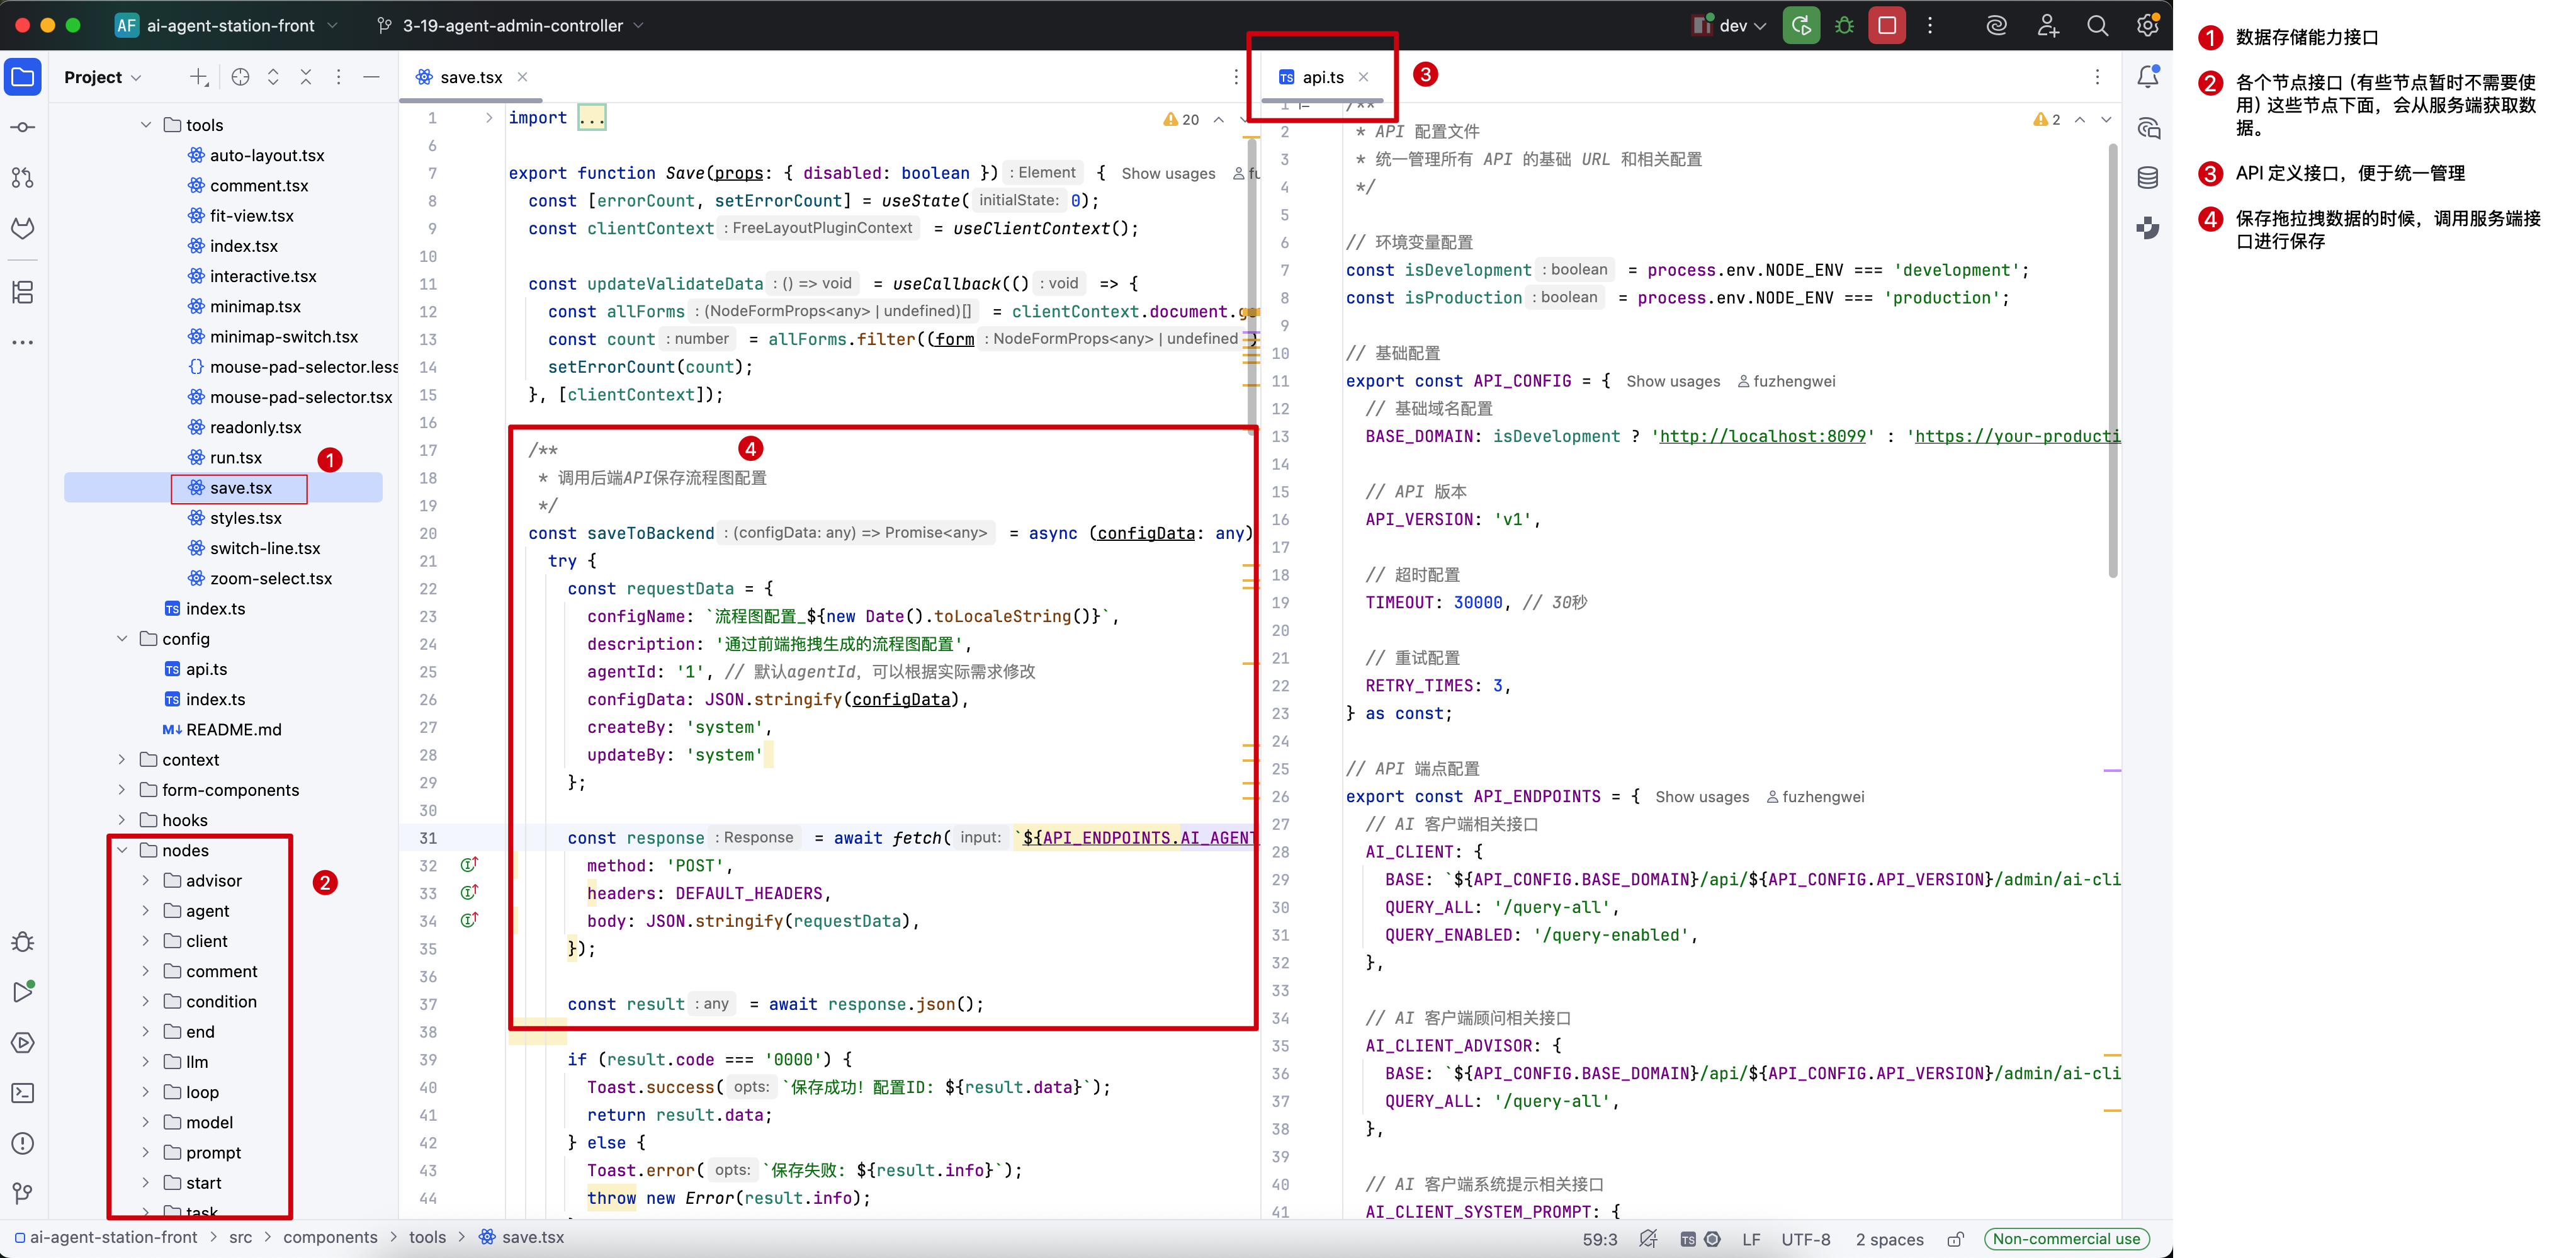 AF ai-agent-station-front
3-19-agent-admin-controller
dev
Project
tools
auto-layout.tsx
comment.tsx
fit-view.tsx
index.tsx
interactive.tsx
minimap.tsx
minimap-switch.tsx
mouse-pad-selector.less
mouse-pad-selector.tsx
readonly.tsx
run.tsx
1
save.tsx
styles.tsx
switch-line.tsx
zoom-select.tsx
TS index.ts
config
TS api.ts
TS index.ts
M↓ README.md
context
form-components
hooks
nodes
advisor
2
agent
client
comment
condition
end
llm
loop
model
prompt
start
task
save.tsx
20
1 import ...
6
7 export function Save(props: { disabled: boolean }) : Element { Show usages fu
8 const [errorCount, setErrorCount] = useState( initialState: 0);
9 const clientContext : FreeLayoutPluginContext = useClientContext();
10
11 const updateValidateData : () => void = useCallback(() : void => {
12 const allForms : (NodeFormProps<any> | undefined)[] = clientContext.document.g
13 const count : number = allForms.filter((form : NodeFormProps<any> | undefined )
14 setErrorCount(count);
15 }, [clientContext]);
16
17 /**
4
18 * 调用后端API保存流程图配置
19 */
20 const saveToBackend : (configData: any) => Promise<any> = async (configData: any)
21 try {
22 const requestData = {
23 configName: `流程图配置_${new Date().toLocaleString()}`,
24 description: '通过前端拖拽生成的流程图配置',
25 agentId: '1', // 默认agentId，可以根据实际需求修改
26 configData: JSON.stringify(configData),
27 createBy: 'system',
28 updateBy: 'system'
29 };
30
31 const response : Response = await fetch( input: `${API_ENDPOINTS.AI_AGENT
32 method: 'POST',
33 headers: DEFAULT_HEADERS,
34 body: JSON.stringify(requestData),
35 });
36
37 const result : any = await response.json();
38
39 if (result.code === '0000') {
40 Toast.success( opts: `保存成功！配置ID: ${result.data}`);
41 return result.data;
42 } else {
43 Toast.error( opts: `保存失败: ${result.info}`);
44 throw new Error(result.info);
TS api.ts
3
2
1 /**
2 * API 配置文件
3 * 统一管理所有 API 的基础 URL 和相关配置
4 */
5
6 // 环境变量配置
7 const isDevelopment : boolean = process.env.NODE_ENV === 'development';
8 const isProduction : boolean = process.env.NODE_ENV === 'production';
9
10 // 基础配置
11 export const API_CONFIG = { Show usages fuzhengwei
12 // 基础域名配置
13 BASE_DOMAIN: isDevelopment ? 'http://localhost:8099' : 'https://your-producti
14
15 // API 版本
16 API_VERSION: 'v1',
17
18 // 超时配置
19 TIMEOUT: 30000, // 30秒
20
21 // 重试配置
22 RETRY_TIMES: 3,
23 } as const;
24
25 // API 端点配置
26 export const API_ENDPOINTS = { Show usages fuzhengwei
27 // AI 客户端相关接口
28 AI_CLIENT: {
29 BASE: `${API_CONFIG.BASE_DOMAIN}/api/${API_CONFIG.API_VERSION}/admin/ai-cli
30 QUERY_ALL: '/query-all',
31 QUERY_ENABLED: '/query-enabled',
32 },
33
34 // AI 客户端顾问相关接口
35 AI_CLIENT_ADVISOR: {
36 BASE: `${API_CONFIG.BASE_DOMAIN}/api/${API_CONFIG.API_VERSION}/admin/ai-cli
37 QUERY_ALL: '/query-all',
38 },
39
40 // AI 客户端系统提示相关接口
41 AI_CLIENT_SYSTEM_PROMPT: {
1 数据存储能力接口
2 各个节点接口（有些节点暂时不需要使
用）这些节点下面，会从服务端获取数
据。
3 API 定义接口，便于统一管理
4 保存拖拉拽数据的时候，调用服务端接
口进行保存
ai-agent-station-front > src > components > tools > save.tsx
59:3 TS LF UTF-8 2 spaces Non-commercial use